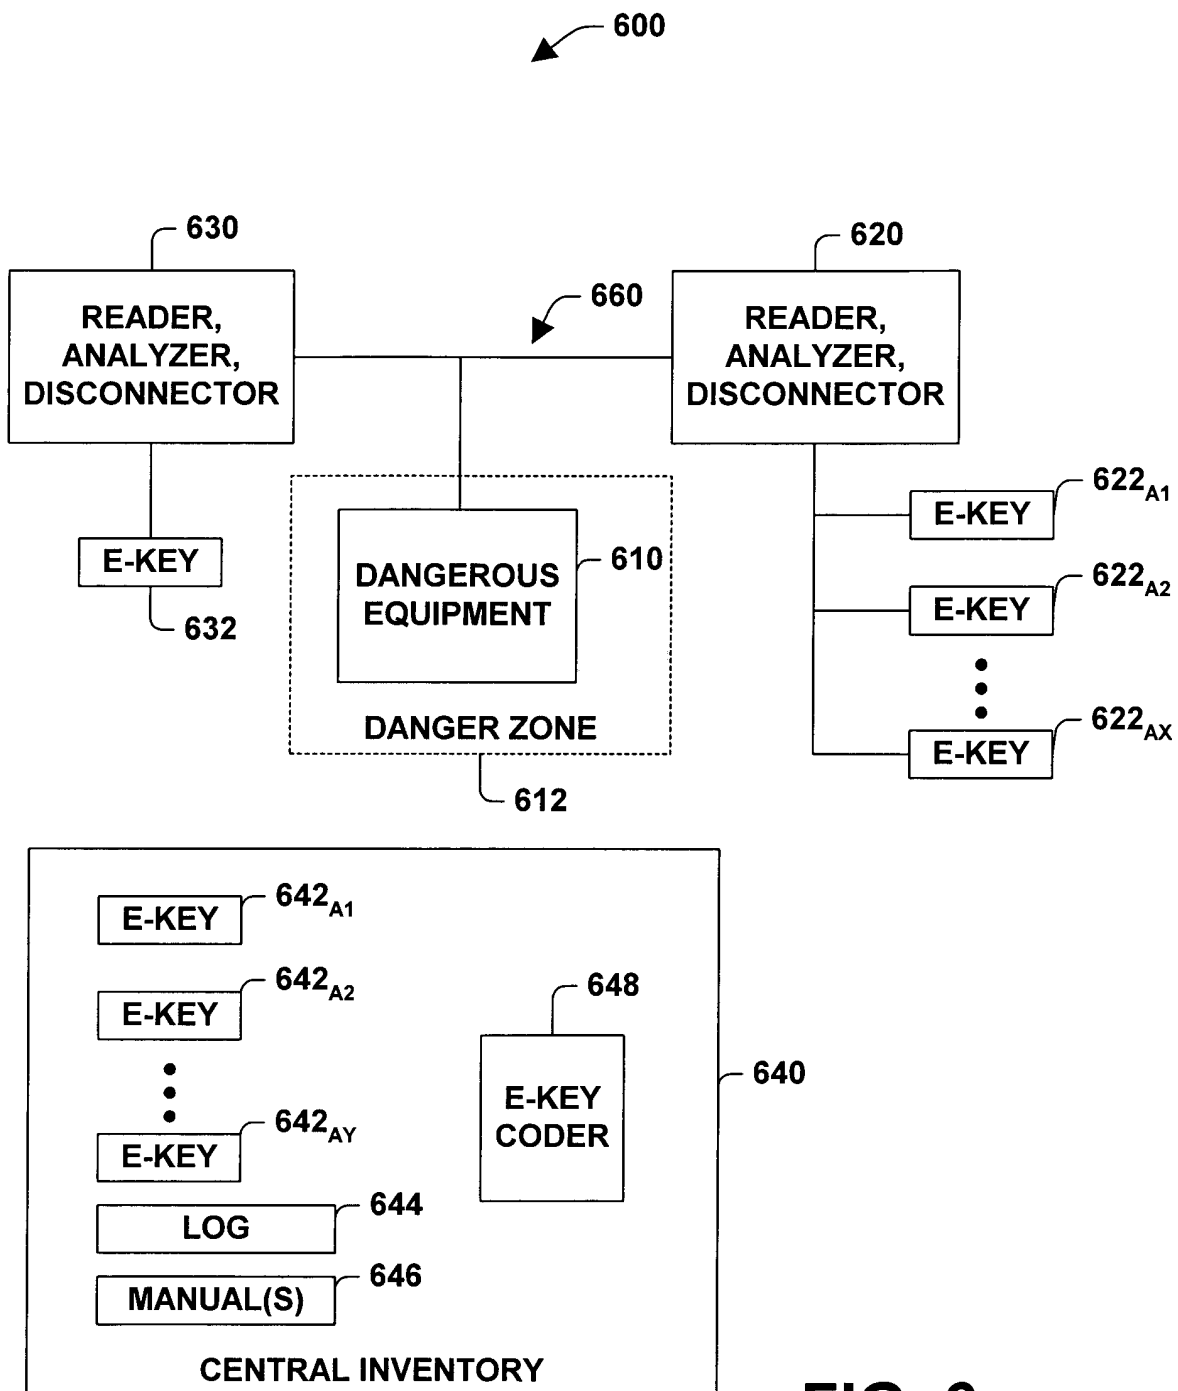 600
630
620
660
READER,
ANALYZER,
DISCONNECTOR
READER,
ANALYZER,
DISCONNECTOR
622A1
E-KEY
E-KEY
610
DANGEROUS
EQUIPMENT
622A2
E-KEY
632
DANGER ZONE
622AX
E-KEY
612
642A1
E-KEY
642A2
E-KEY
648
640
E-KEY
CODER
642AY
E-KEY
644
LOG
646
MANUAL(S)
CENTRAL INVENTORY